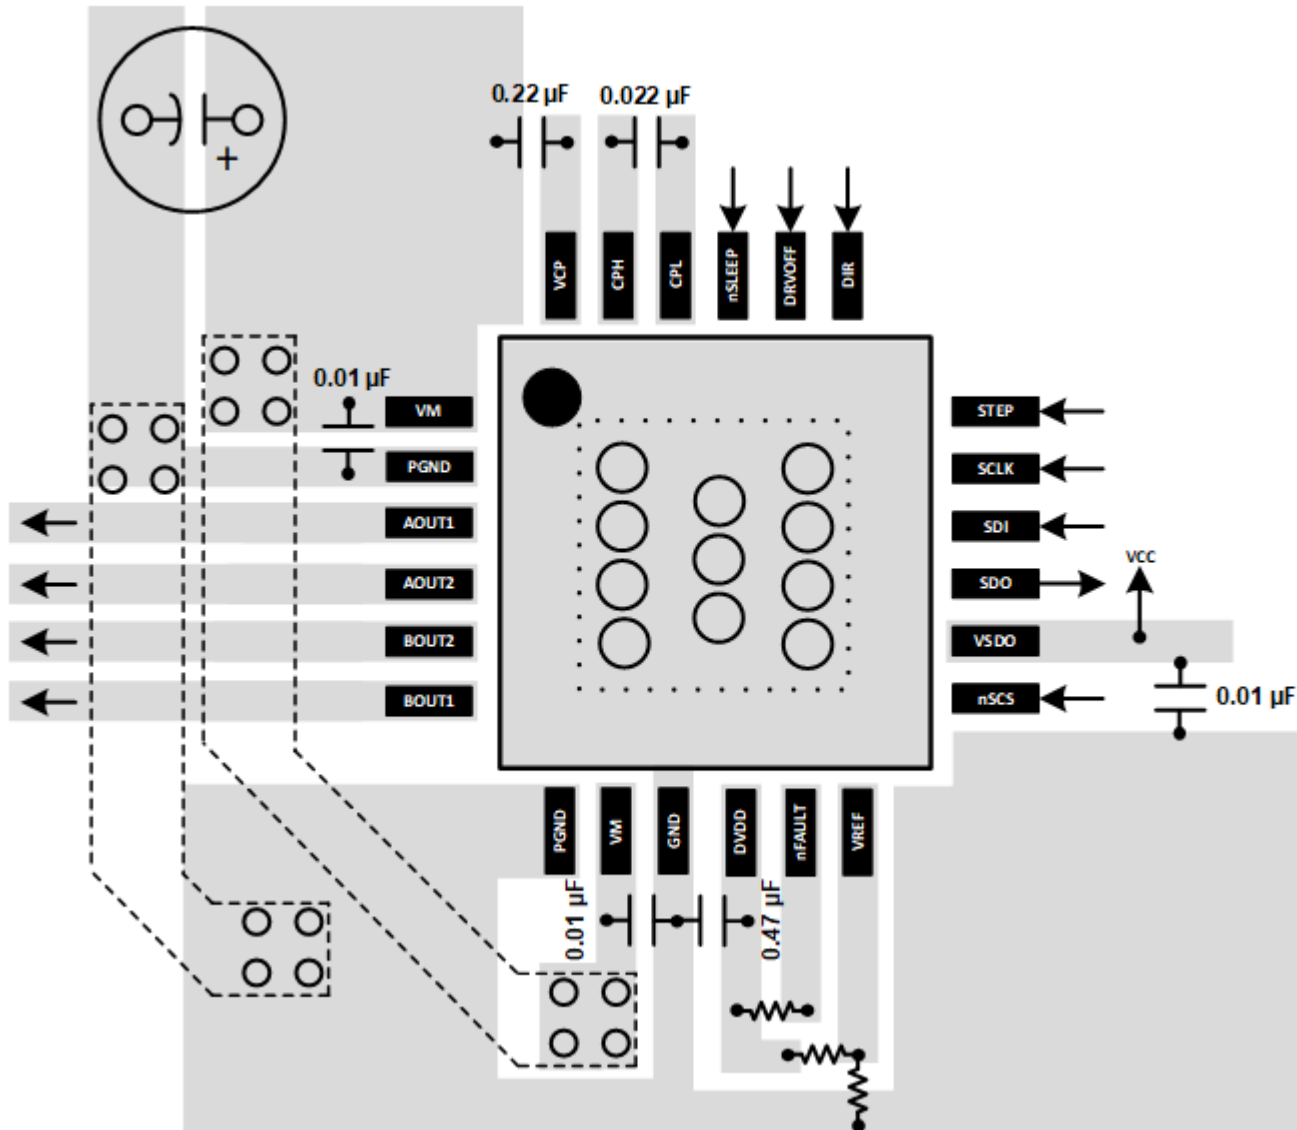 0.22 µF
0.022 µF
+
VCP
CPH
CPL
nSLEEP
DRVOFF
DIR
0.01 µF
VM
PGND
AOUT1
AOUT2
BOUT2
BOUT1
STEP
SCLK
SDI
SDO
VSDO
nSCS
VCC
0.01 µF
PGND
VM
GND
DVDD
nFAULT
VREF
0.01 µF
0.47 µF